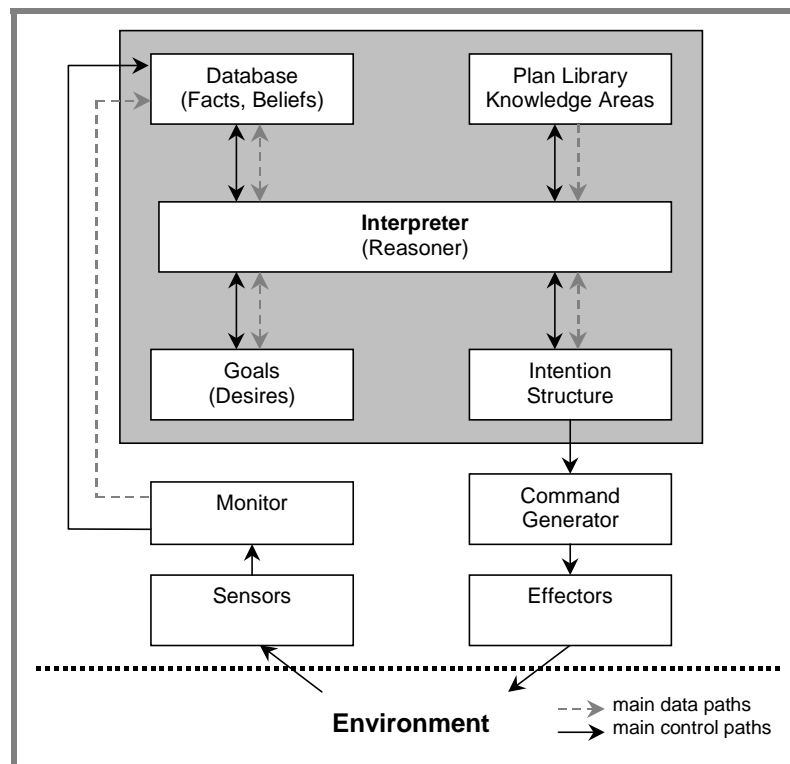 Database
(Facts, Beliefs)
Plan Library
Knowledge Areas
Interpreter
(Reasoner)
Goals
(Desires)
Intention
Structure
Monitor
Command
Generator
Sensors
Effectors
Environment
main data paths
main control paths